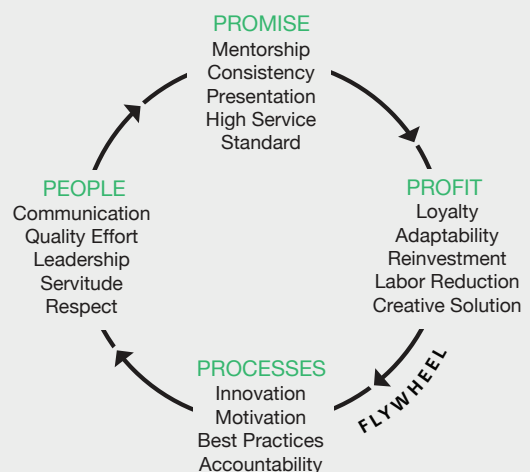 PROMISE
Mentorship
Consistency
Presentation
High Service
Standard
PROFIT
Loyalty
Adaptability
Reinvestment
Labor Reduction
Creative Solution
FLYWHEEL
PROCESSES
Innovation
Motivation
Best Practices
Accountability
PEOPLE
Communication
Quality Effort
Leadership
Servitude
Respect